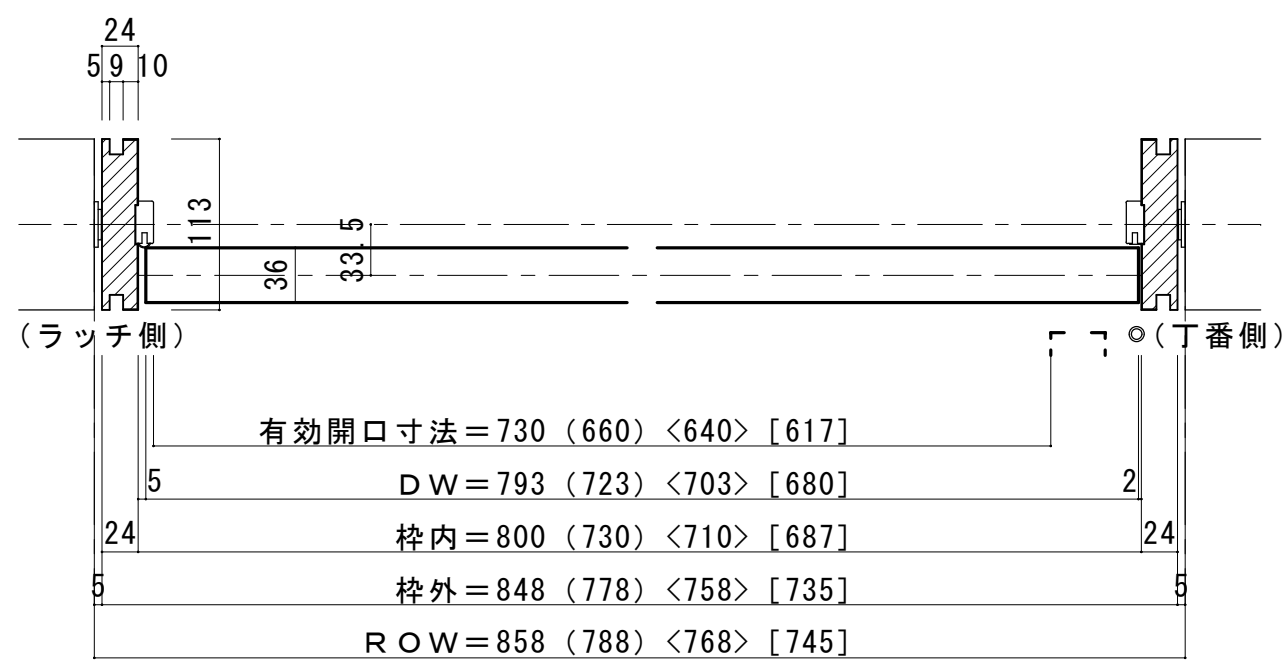 24
5 9 10
113
33.5
36
(ラッチ側)
◎(丁番側)
有効開口寸法=730 (660) <640> [617]
5 DW=793 (723) <703> [680] 2
24 枠内=800 (730) <710> [687] 24
5 枠外=848 (778) <758> [735] 5
ROW=858 (788) <768> [745]